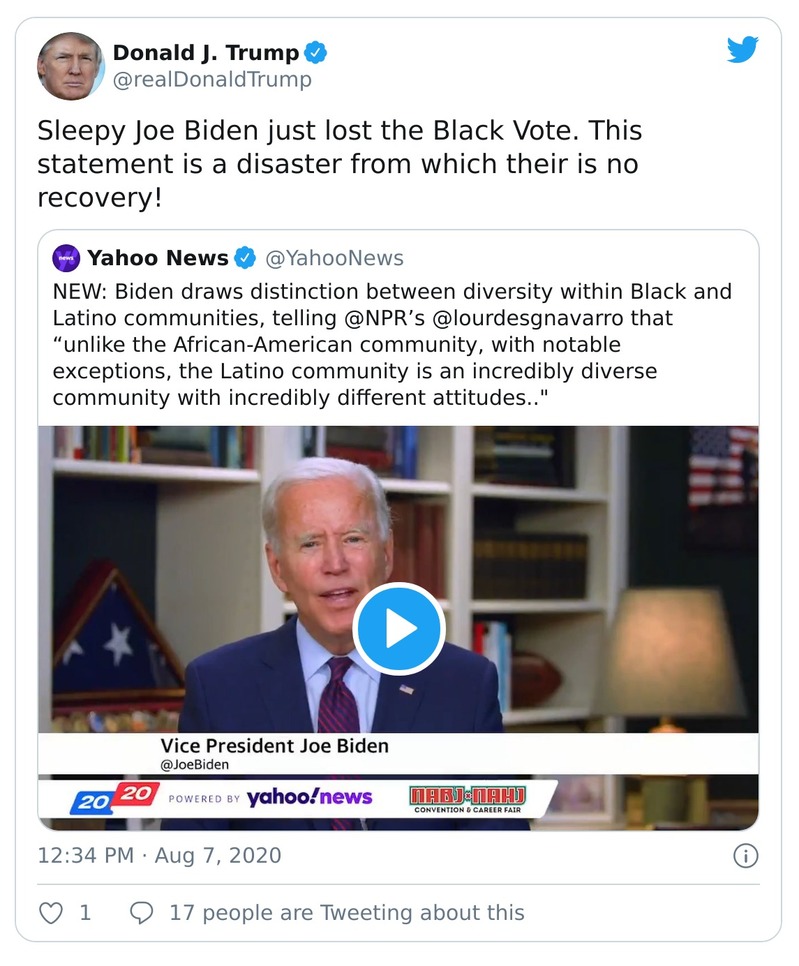 Donald J. Trump
@realDonaldTrump
Sleepy Joe Biden just lost the Black Vote. This
statement is a disaster from which their is no
recovery!
news
Yahoo News @YahooNews
NEW: Biden draws distinction between diversity within Black and
Latino communities, telling @NPR’s @lourdesgnavarro that
“unlike the African-American community, with notable
exceptions, the Latino community is an incredibly diverse
community with incredibly different attitudes.."
Vice President Joe Biden
@JoeBiden
20 20 POWERED BY yahoo!news NABJ NAHJ
CONVENTION & CAREER FAIR
12:34 PM · Aug 7, 2020
1 17 people are Tweeting about this